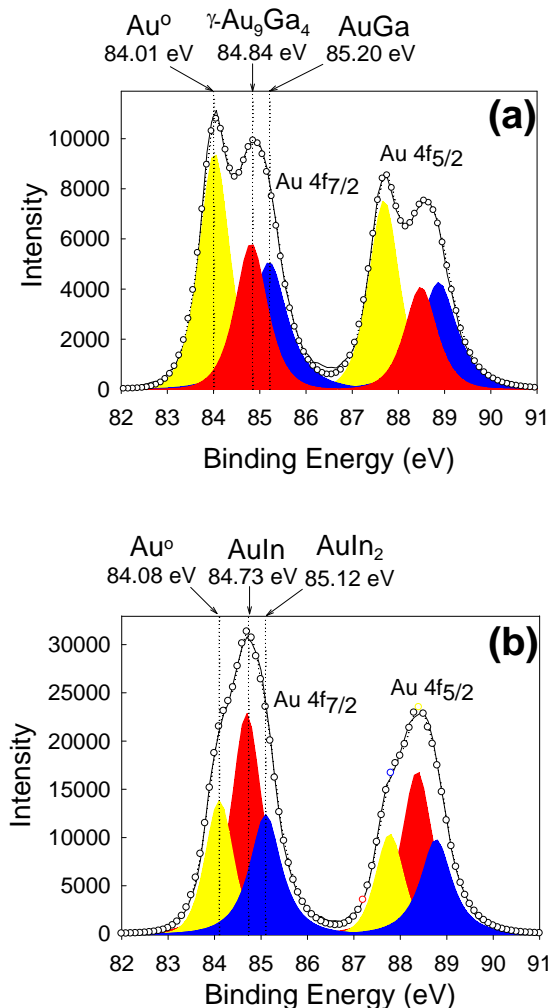 Auº γ-Au9Ga4 AuGa
84.01 eV 84.84 eV 85.20 eV
(a)
10000
8000
6000
4000
2000
0
Intensity
Au 4f7/2
Au 4f5/2
82 83 84 85 86 87 88 89 90 91
Binding Energy (eV)
Auº AuIn AuIn2
84.08 eV 84.73 eV 85.12 eV
(b)
30000
25000
20000
15000
10000
5000
0
Intensity
Au 4f7/2
Au 4f5/2
82 83 84 85 86 87 88 89 90 91
Binding Energy (eV)